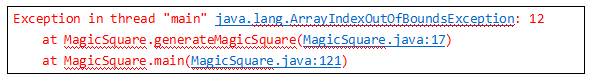 Exception in thread "main" java.lang.ArrayIndexOutOfBoundsException: 12
at MagicSquare.generateMagicSquare(MagicSquare.java:17)
at MagicSquare.main(MagicSquare.java:121)